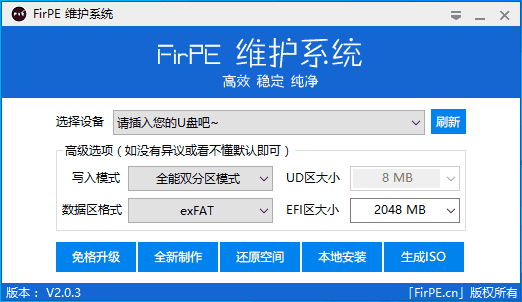 FirPE 维护系统
FirPE 维护系统
高效 稳定 纯净
选择设备 请插入您的U盘吧~ 刷新
高级选项（如没有异议或看不懂默认即可）
写入模式 全能双分区模式 UD区大小 8 MB
数据区格式 exFAT EFI区大小 2048 MB
免格升级 全新制作 还原空间 本地安装 生成ISO
版本： V2.0.3 「FirPE.cn」版权所有